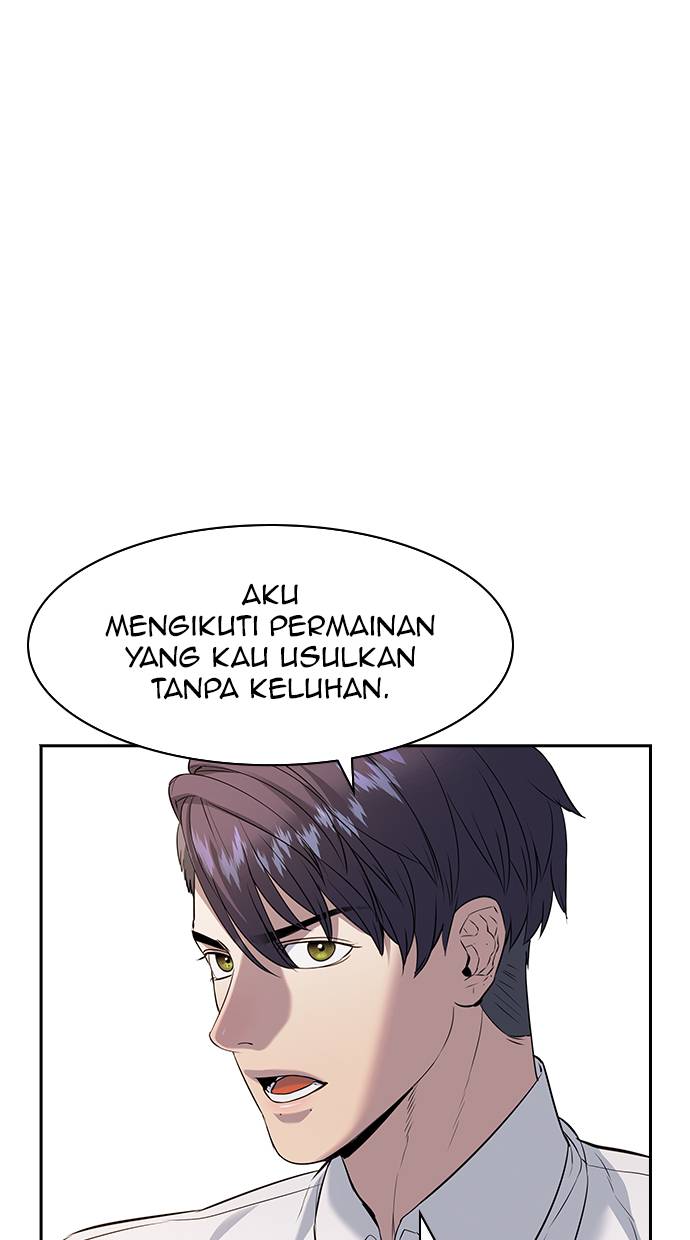 AKU
MENGIKUTI PERMAINAN
YANG KAU USULKAN
TANPA KELUHAN.